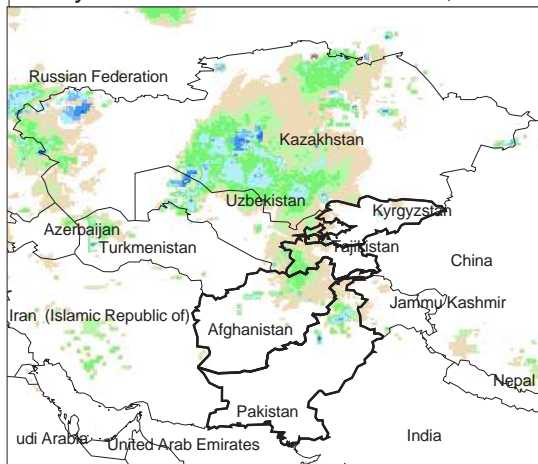 Russian Federation
Kazakhstan
Uzbekistan
Kyrgyzstan
Azerbaijan
Turkmenistan
Tajikistan
China
Jammu/Kashmir
Iran (Islamic Republic of)
Afghanistan
Nepal
Pakistan
udi Arabia
United Arab Emirates
India